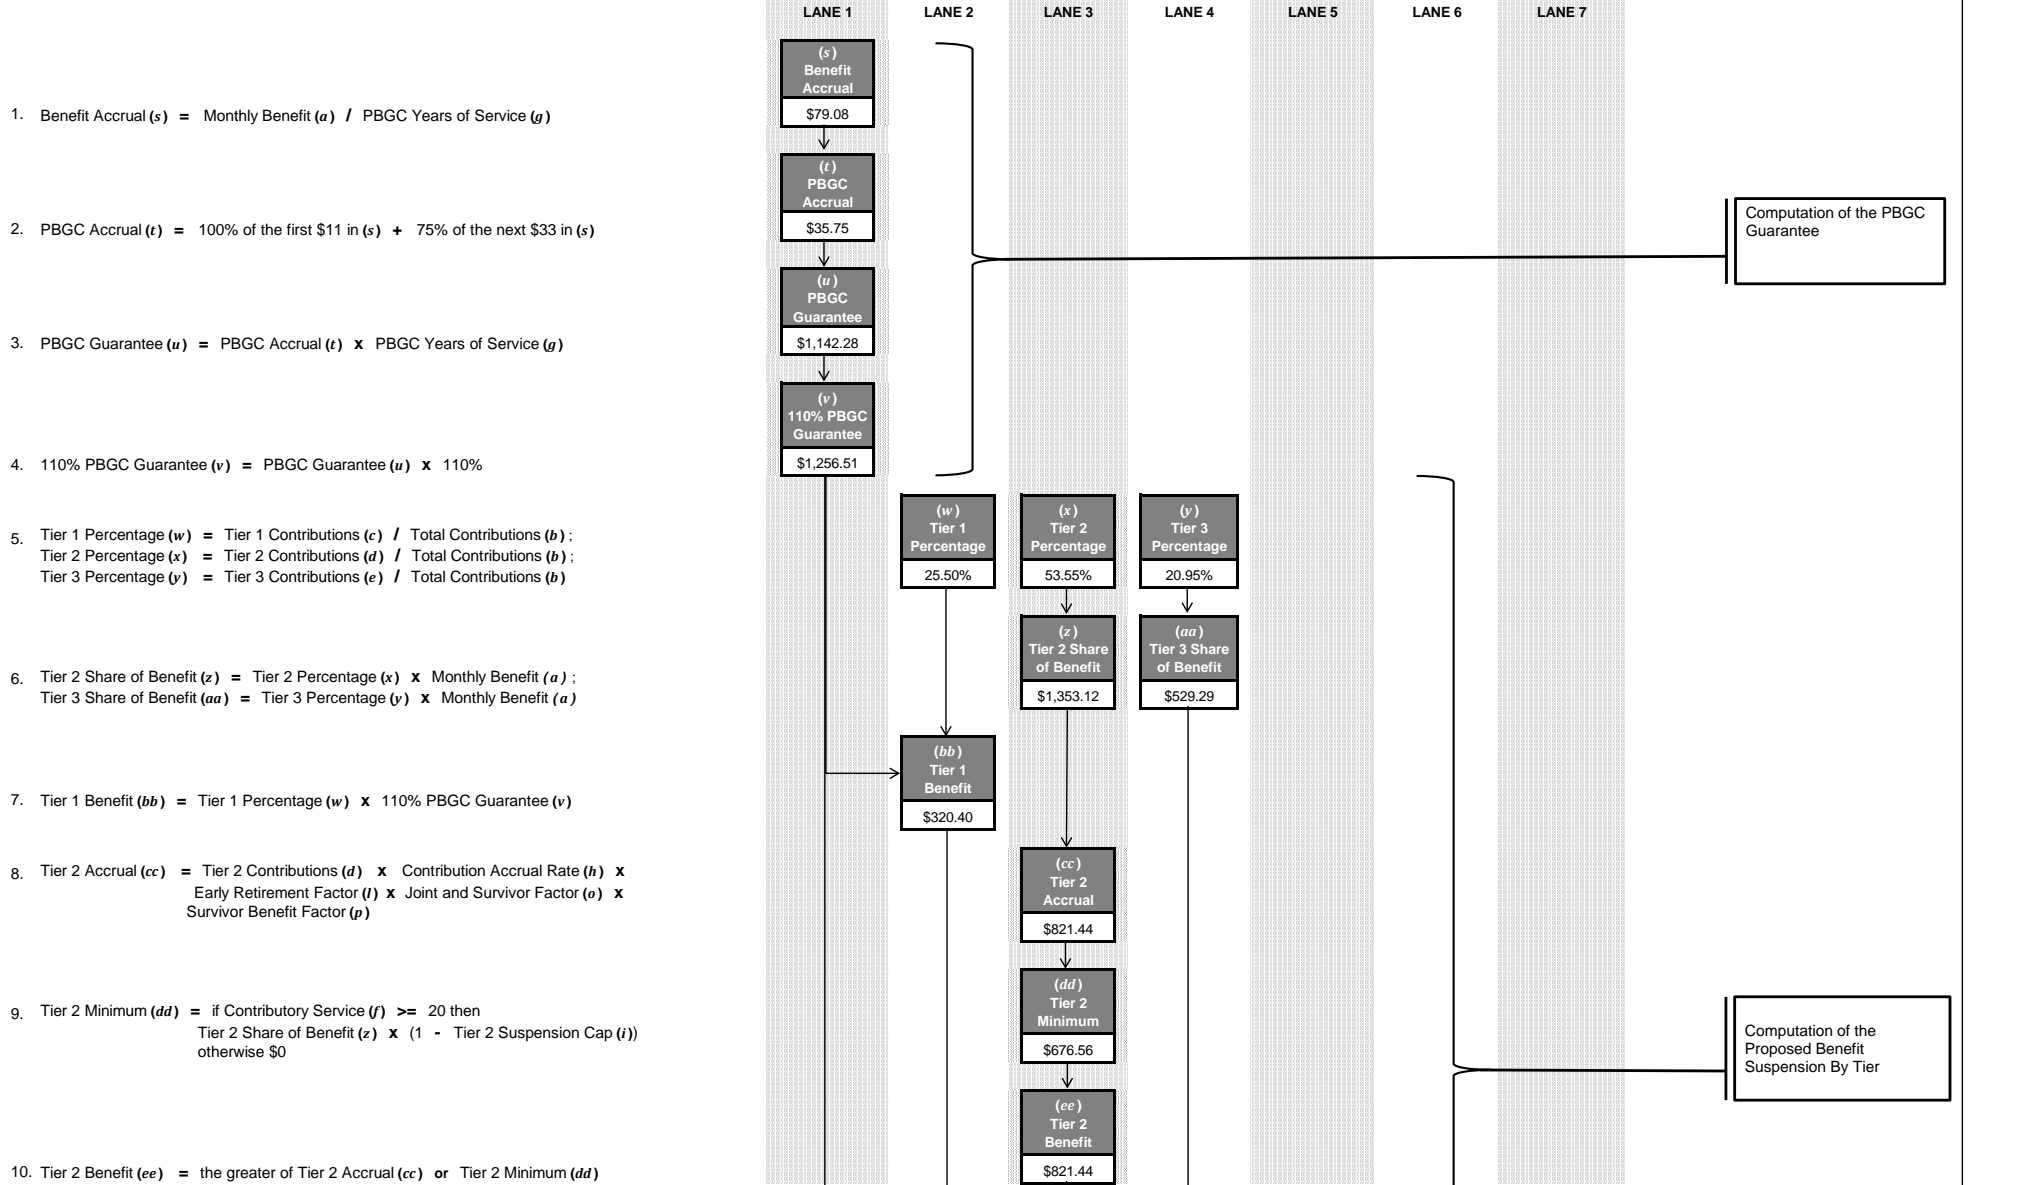 LANE 1 LANE 2 LANE 3 LANE 4 LANE 5 LANE 6 LANE 7
(s)
Benefit
Accrual
$79.08
1. Benefit Accrual (s) = Monthly Benefit (a) / PBGC Years of Service (g)
(t)
PBGC
Accrual
$35.75
2. PBGC Accrual (t) = 100% of the first $11 in (s) + 75% of the next $33 in (s)
Computation of the PBGC
Guarantee
(u)
PBGC
Guarantee
$1,142.28
3. PBGC Guarantee (u) = PBGC Accrual (t) x PBGC Years of Service (g)
(v)
110% PBGC
Guarantee
$1,256.51
4. 110% PBGC Guarantee (v) = PBGC Guarantee (u) x 110%
(w)
Tier 1
Percentage
25.50%
(x)
Tier 2
Percentage
53.55%
(y)
Tier 3
Percentage
20.95%
5. Tier 1 Percentage (w) = Tier 1 Contributions (c) / Total Contributions (b) ;
Tier 2 Percentage (x) = Tier 2 Contributions (d) / Total Contributions (b) ;
Tier 3 Percentage (y) = Tier 3 Contributions (e) / Total Contributions (b)
(z)
Tier 2 Share
of Benefit
$1,353.12
(aa)
Tier 3 Share
of Benefit
$529.29
6. Tier 2 Share of Benefit (z) = Tier 2 Percentage (x) x Monthly Benefit (a) ;
Tier 3 Share of Benefit (aa) = Tier 3 Percentage (y) x Monthly Benefit (a)
(bb)
Tier 1
Benefit
$320.40
7. Tier 1 Benefit (bb) = Tier 1 Percentage (w) x 110% PBGC Guarantee (v)
(cc)
Tier 2
Accrual
$821.44
8. Tier 2 Accrual (cc) = Tier 2 Contributions (d) x Contribution Accrual Rate (h) x
Early Retirement Factor (l) x Joint and Survivor Factor (o) x
Survivor Benefit Factor (p)
(dd)
Tier 2
Minimum
$676.56
9. Tier 2 Minimum (dd) = if Contributory Service (f) >= 20 then
Tier 2 Share of Benefit (z) x (1 - Tier 2 Suspension Cap (i))
otherwise $0
Computation of the
Proposed Benefit
Suspension By Tier
(ee)
Tier 2
Benefit
$821.44
10. Tier 2 Benefit (ee) = the greater of Tier 2 Accrual (cc) or Tier 2 Minimum (dd)